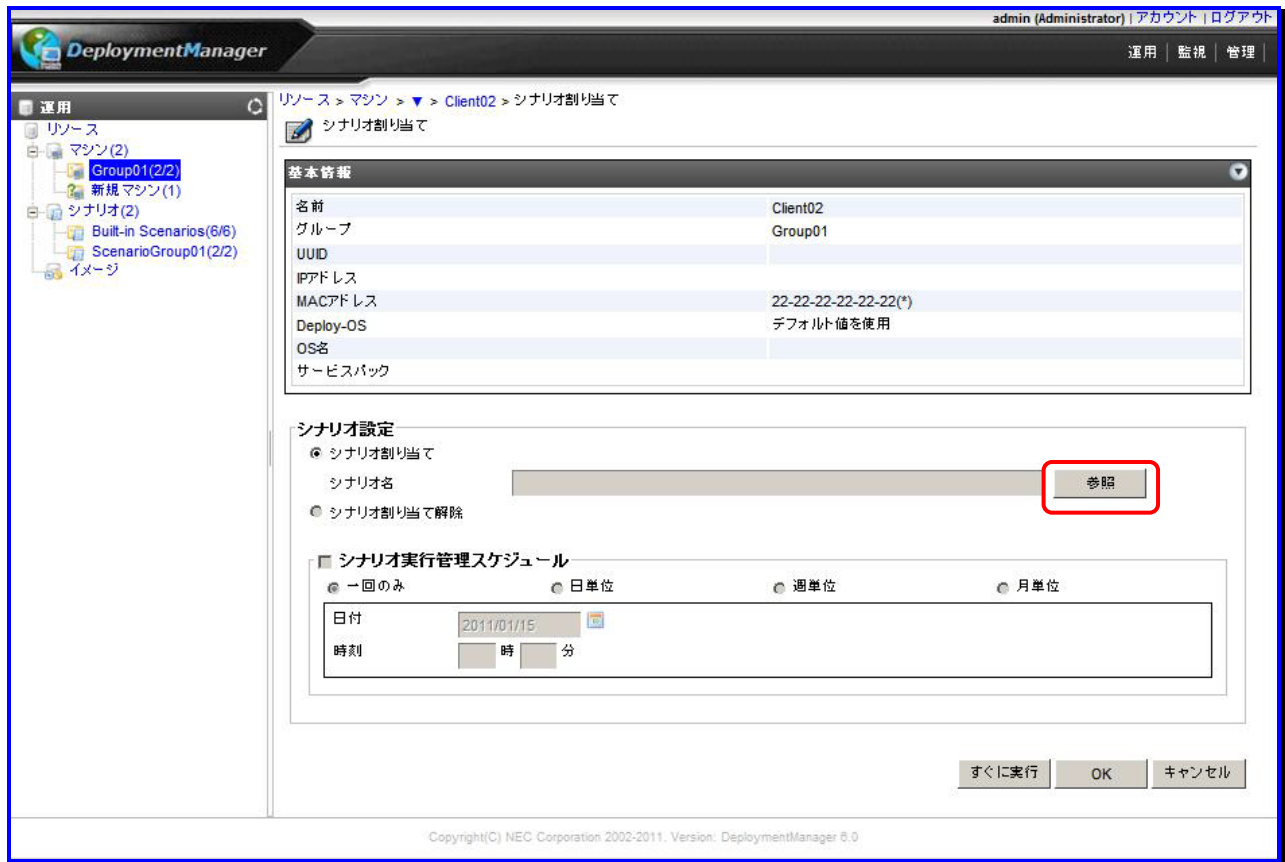 admin (Administrator) | アカウント | ログアウト
DeploymentManager
運用 | 監視 | 管理 |
運用
リソース
マシン(2)
Group01(2/2)
新規マシン(1)
シナリオ(2)
Built-in Scenarios(6/6)
ScenarioGroup01(2/2)
イメージ
リソース > マシン > ▼ > Client02 > シナリオ割り当て
シナリオ割り当て
基本情報
名前 Client02
グループ Group01
UUID
IPアドレス
MACアドレス 22-22-22-22-22-22(*)
Deploy-OS デフォルト値を使用
OS名
サービスパック
シナリオ設定
シナリオ割り当て
シナリオ名 参照
シナリオ割り当て解除
シナリオ実行管理スケジュール
一回のみ 日単位 週単位 月単位
日付 2011/01/15
時刻 時 分
すぐに実行 OK キャンセル
Copyright(C) NEC Corporation 2002-2011. Version: DeploymentManager 6.0